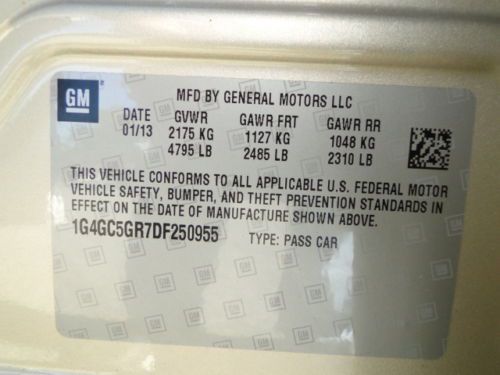 GM
MFD BY GENERAL MOTORS LLC
DATE GVWR GAWR FRT GAWR RR
01/13 2175 KG 1127 KG 1048 KG
4795 LB 2485 LB 2310 LB
THIS VEHICLE CONFORMS TO ALL APPLICABLE U.S. FEDERAL MOTOR
VEHICLE SAFETY, BUMPER, AND THEFT PREVENTION STANDARDS IN
EFFECT ON THE DATE OF MANUFACTURE SHOWN ABOVE.
1G4GC5GR7DF250955 TYPE: PASS CAR